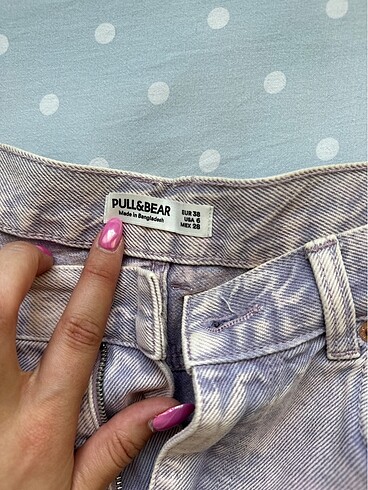 PULL&BEAR
Made in Bangladesh
EUR 38
USA 6
MEX 28